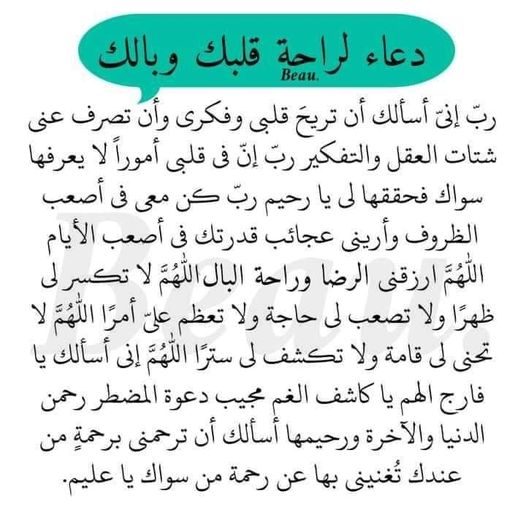 دعاء لراحة قلبك وبالك
Beau.
ربّ إنىّ أسألك أن تريحَ قلبى وفكرى وأن تصرف عنى
شتات العقل والتفكير ربّ إنّ فى قلبى أموراً لا يعرفها
سواك فحققها لى يا رحيم ربّ كن معى فى أصعب
الظروف وأرينى عجائب قدرتك فى أصعب الأيام
اللهُمَّ ارزقنى الرضا وراحة البال اللهُمَّ لا تكسر لى
ظهرًا ولا تصعب لى حاجة ولا تعظم علىّ أمرًا اللهُمَّ لا
تحنى لى قامة ولا تكشف لى سترًا اللهُمَّ إنى أسألك يا
فارج الهم يا كاشف الغم مجيب دعوة المضطر رحمن
الدنيا والآخرة ورحيمها أسألك أن ترحمنى برحمةٍ من
عندك تُغنينى بها عن رحمة من سواك يا عليم.
Beau.